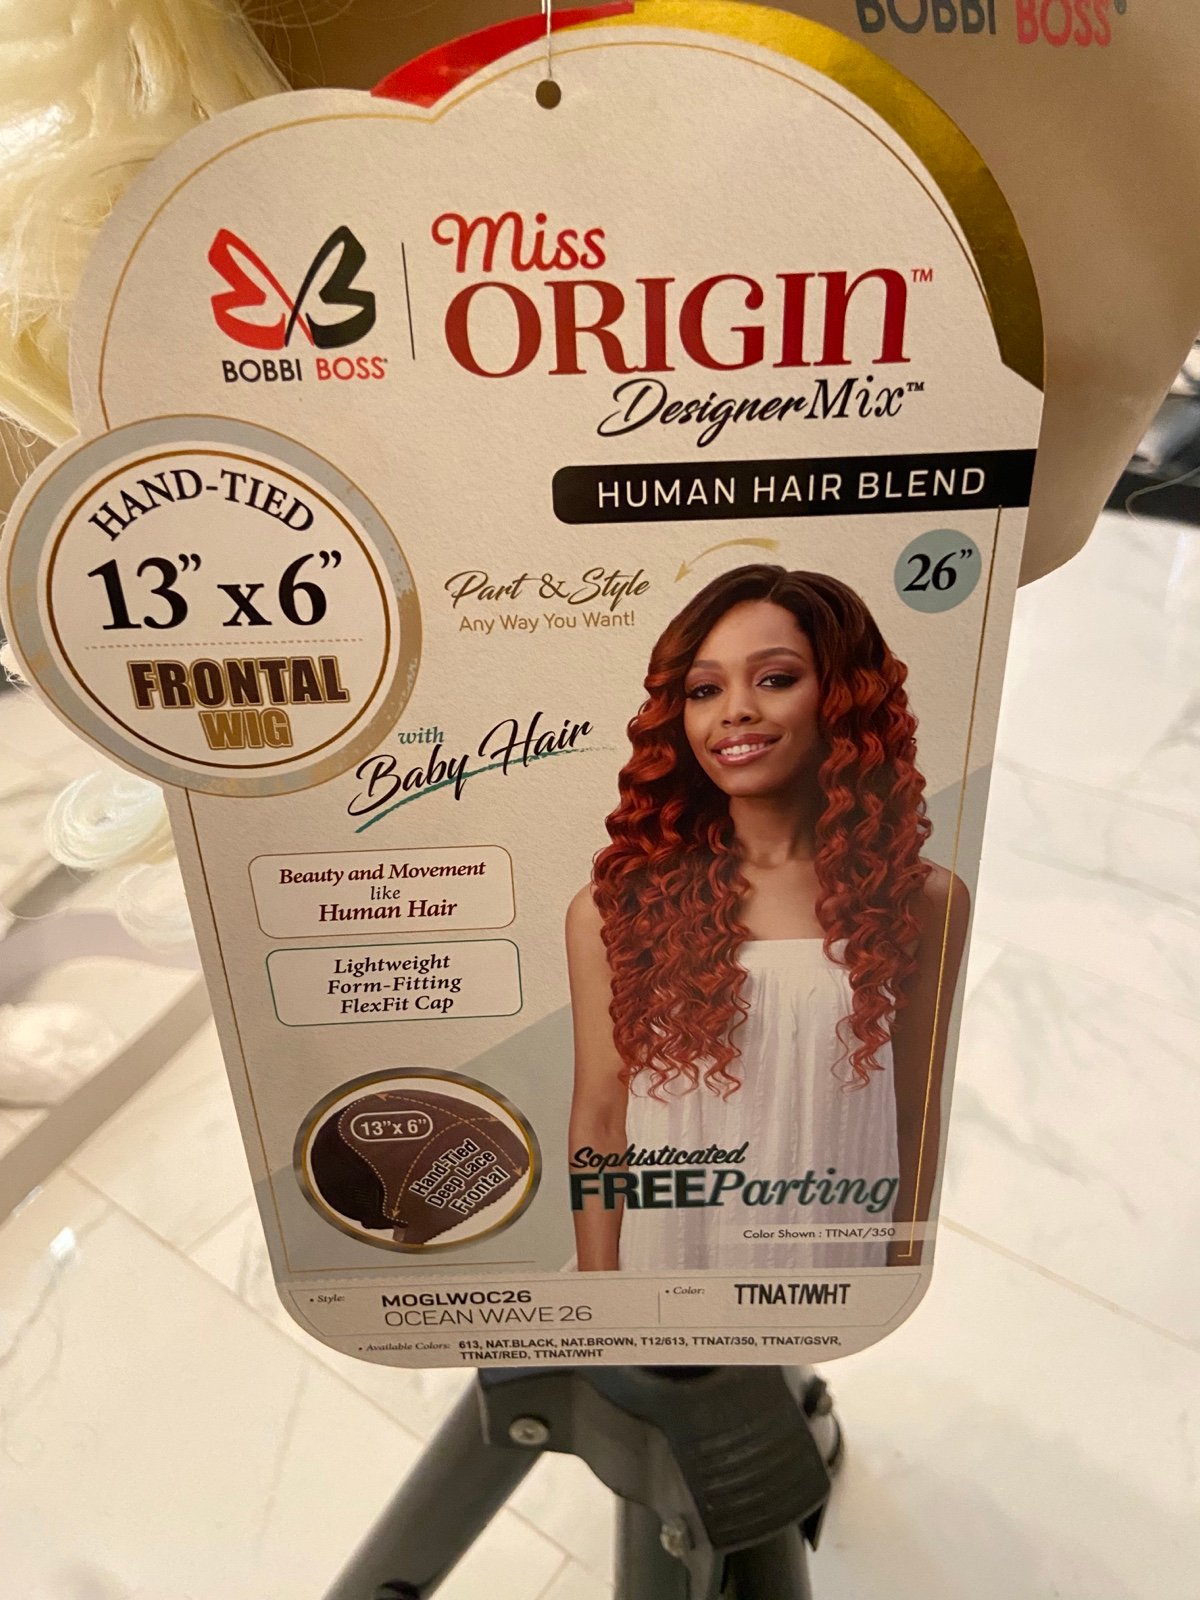 BOBBI BOSS®
Miss
ORIGIN™
DesignerMix™
BOBBI BOSS®
HUMAN HAIR BLEND
HAND-TIED
13" x 6"
FRONTAL
WIG
Part & Style
Any Way You Want!
26"
with
Baby Hair
Beauty and Movement
like
Human Hair
Lightweight
Form-Fitting
FlexFit Cap
13" x 6"
Hand-Tied
Deep Lace
Frontal
Sophisticated
FREE Parting
Color Shown : TTNAT/350
• Style: MOGLWOC26
OCEAN WAVE 26
• Color: TTNAT/WHT
• Available Colors: 613, NAT.BLACK, NAT.BROWN, T12/613, TTNAT/350, TTNAT/GSVR,
TTNAT/RED, TTNAT/WHT